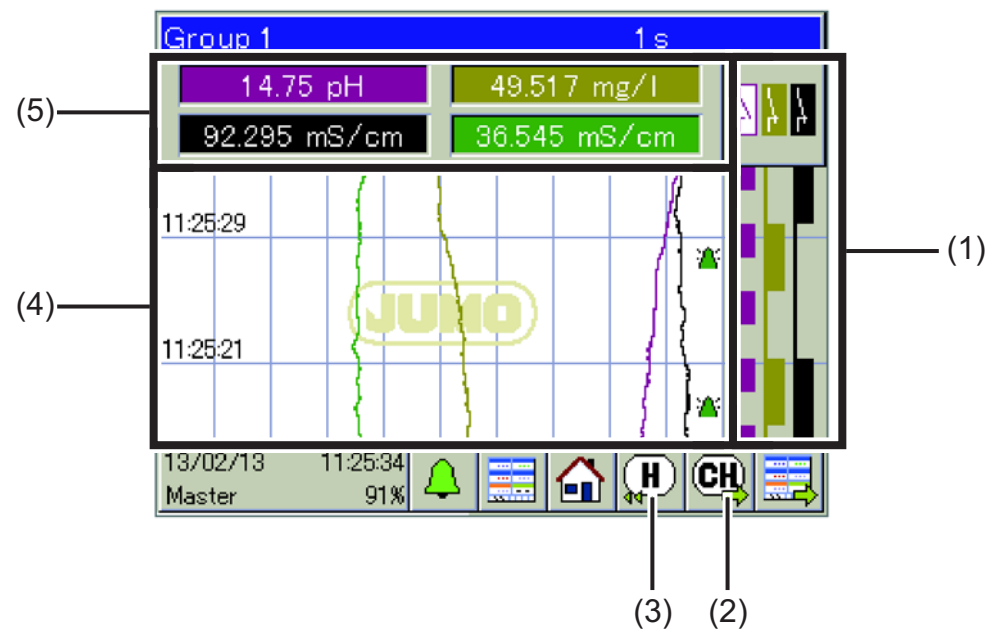 Group 1 1 s
14.75 pH 49.517 mg/l
92.295 mS/cm 36.545 mS/cm
(5)
11:25:29
(1)
(4)
JUMO
11:25:21
13/02/13 11:25:34
Master 91%
H CH
(3) (2)